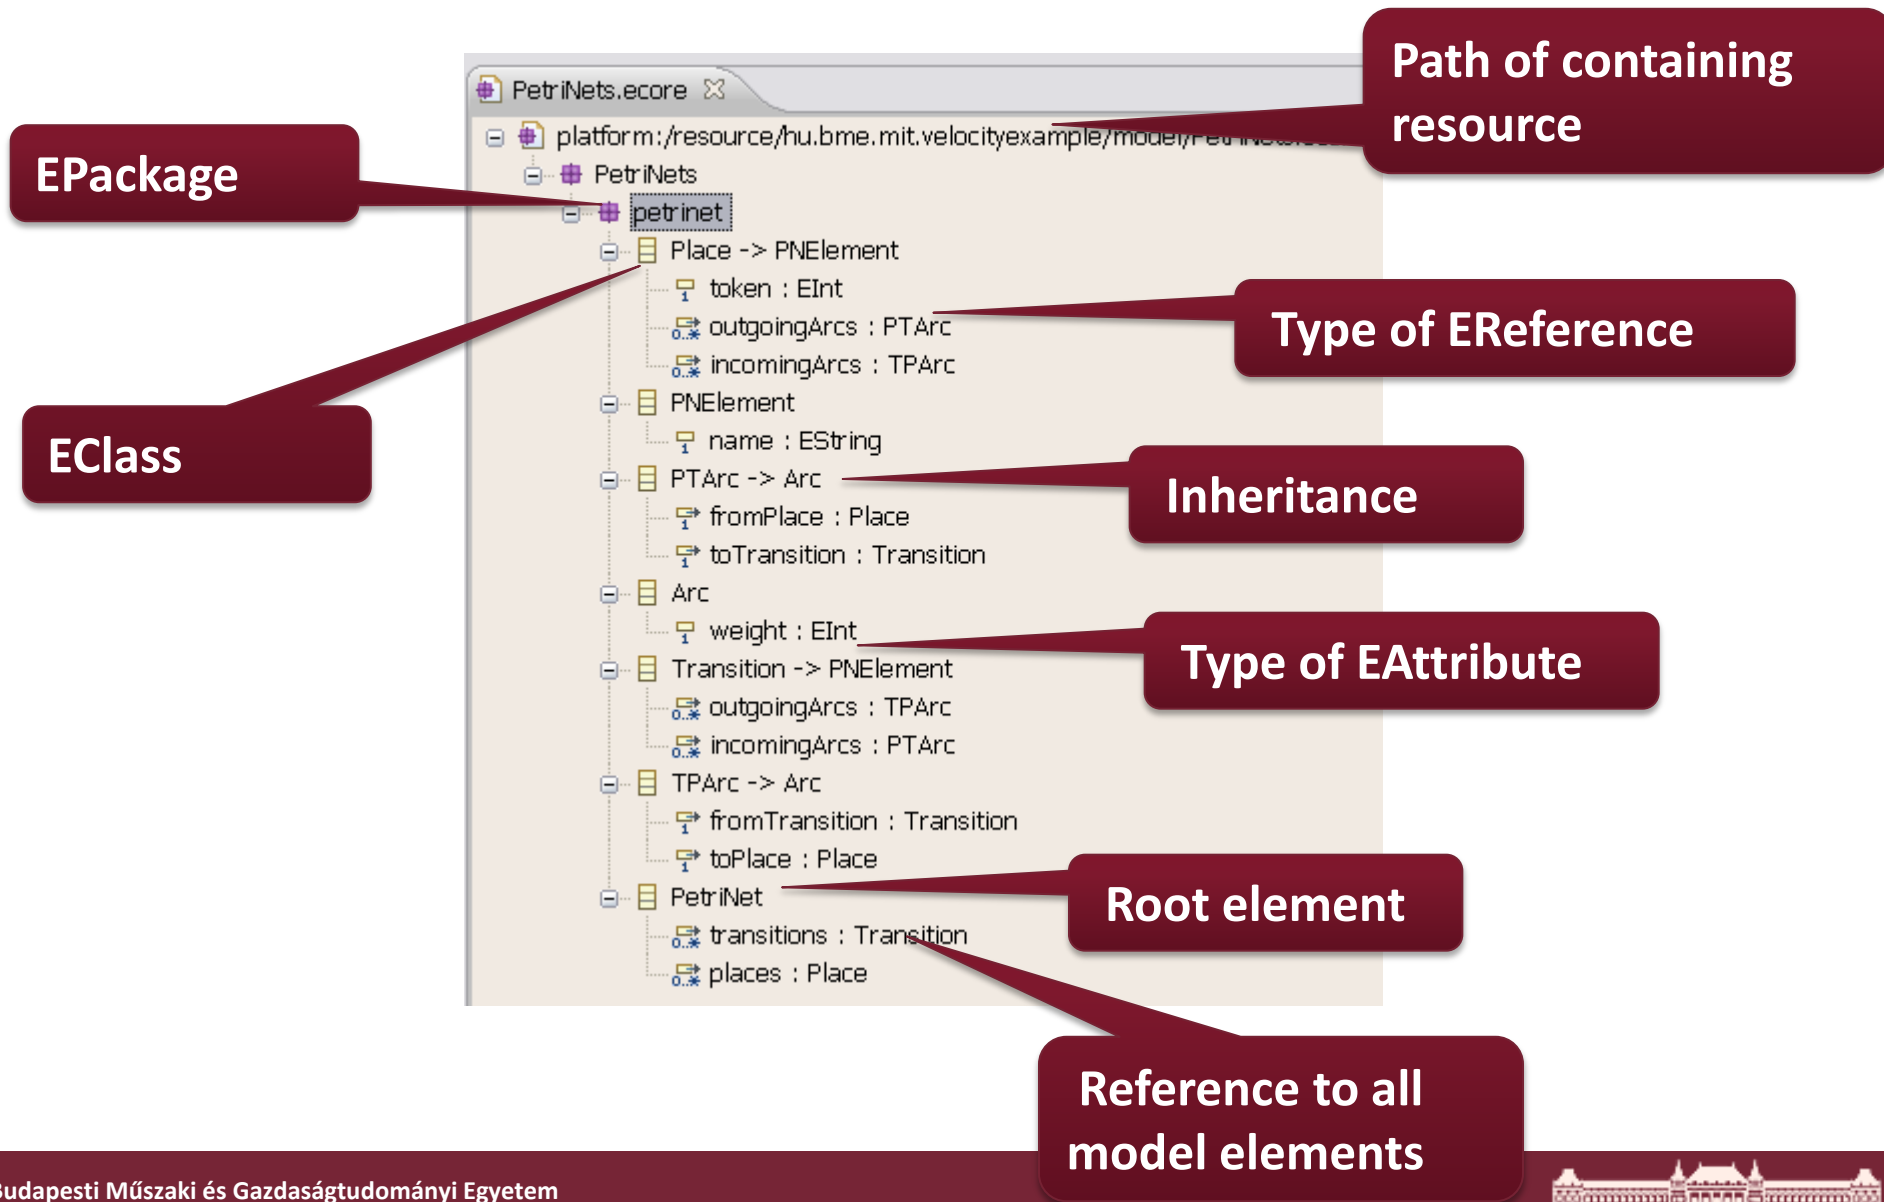 Path of containing
resource
PetriNets.ecore
platform:/resource/hu.bme.mit.velocityexample/model/PetriNets.
EPackage
PetriNets
petrinet
Place -> PNElement
token : EInt
outgoingArcs : PTArc
Type of EReference
incomingArcs : TPArc
PNElement
EClass
name : EString
PTArc -> Arc
Inheritance
fromPlace : Place
toTransition : Transition
Arc
weight : EInt
Type of EAttribute
Transition -> PNElement
outgoingArcs : TPArc
incomingArcs : PTArc
TPArc -> Arc
fromTransition : Transition
toPlace : Place
PetriNet
Root element
transitions : Transition
places : Place
Reference to all
model elements
Budapesti Műszaki és Gazdaságtudományi Egyetem